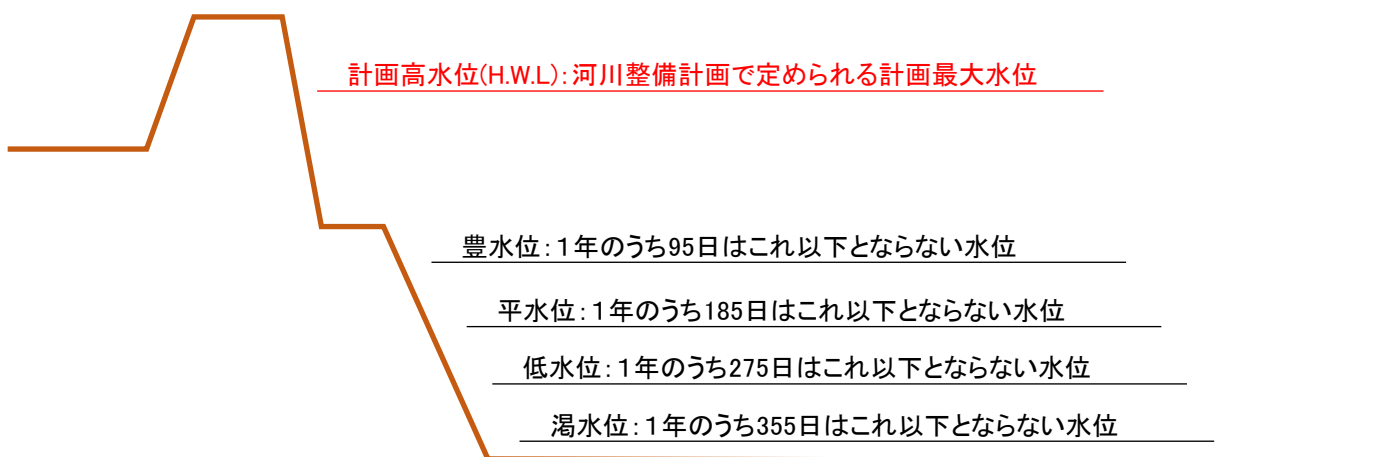 計画高水位(H.W.L):河川整備計画で定められる計画最大水位
豊水位:1年のうち95日はこれ以下とならない水位
平水位:1年のうち185日はこれ以下とならない水位
低水位:1年のうち275日はこれ以下とならない水位
渇水位:1年のうち355日はこれ以下とならない水位